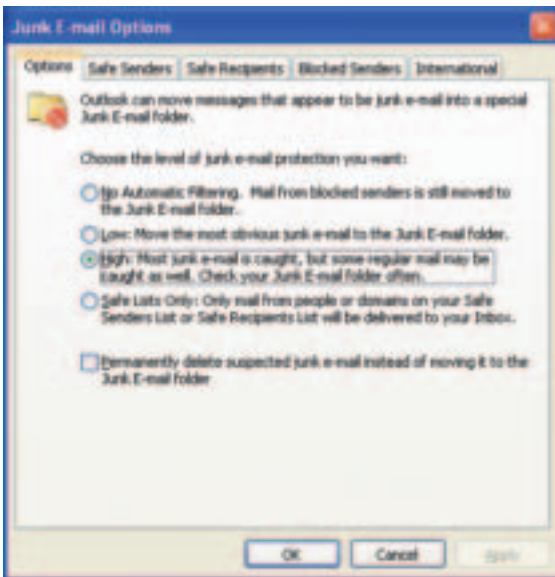 Junk E-mail Options
Options Safe Senders Safe Recipients Blocked Senders International
Outlook can move messages that appear to be junk e-mail into a special
Junk E-mail folder.
Choose the level of junk e-mail protection you want:
No Automatic Filtering. Mail from blocked senders is still moved to
the Junk E-mail folder.
Low: Move the most obvious junk e-mail to the Junk E-mail folder.
High: Most junk e-mail is caught, but some regular mail may be
caught as well. Check your Junk E-mail folder often.
Safe Lists Only: Only mail from people or domains on your Safe
Senders List or Safe Recipients List will be delivered to your Inbox.
Permanently delete suspected junk e-mail instead of moving it to the
Junk E-mail folder
OK Cancel Apply